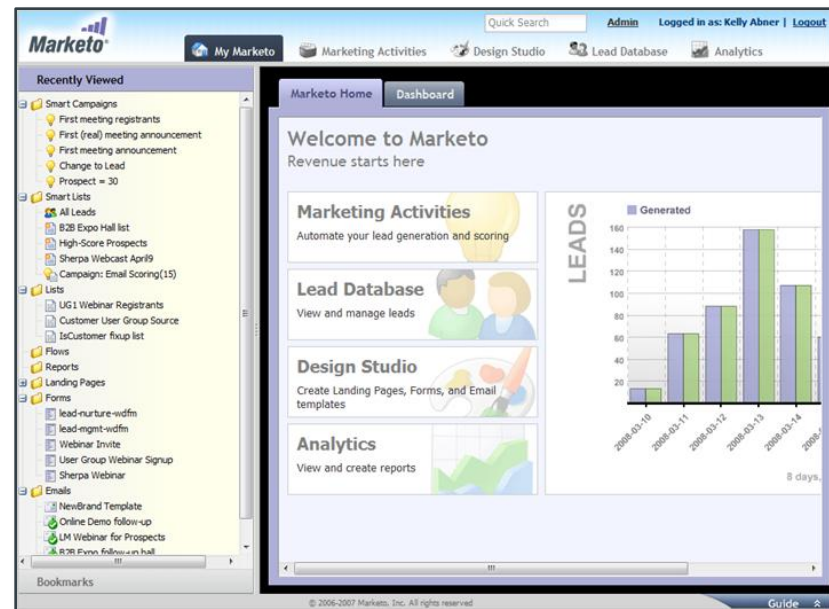 Quick Search
Admin
Logged in as: Kelly Abner | Logout
Marketo
My Marketo
Marketing Activities
Design Studio
Lead Database
Analytics
Recently Viewed
Smart Campaigns
First meeting registrants
First (real) meeting announcement
First meeting announcement
Change to Lead
Prospect = 30
Smart Lists
All Leads
B2B Expo Hall list
High-Score Prospects
Sherpa Webcast April9
Campaign: Email Scoring(15)
Lists
UG1 Webinar Registrants
Customer User Group Source
IsCustomer fixup list
Flows
Reports
Landing Pages
Forms
lead-nurture-wdfm
lead-mgmt-wdfm
Webinar Invite
User Group Webinar Signup
Sherpa Webinar
Emails
NewBrand Template
Online Demo follow-up
LM Webinar for Prospects
B2B Expo follow-up hall
Bookmarks
Marketo Home
Dashboard
Welcome to Marketo
Revenue starts here
Marketing Activities
Automate your lead generation and scoring
Lead Database
View and manage leads
Design Studio
Create Landing Pages, Forms, and Email
templates
Analytics
View and create reports
LEADS
Generated
160
140
120
100
80
60
40
20
2008-03-10
2008-03-11
2008-03-12
2008-03-13
2008-03-14
8 days,
© 2006-2007 Marketo, Inc. All rights reserved
Guide